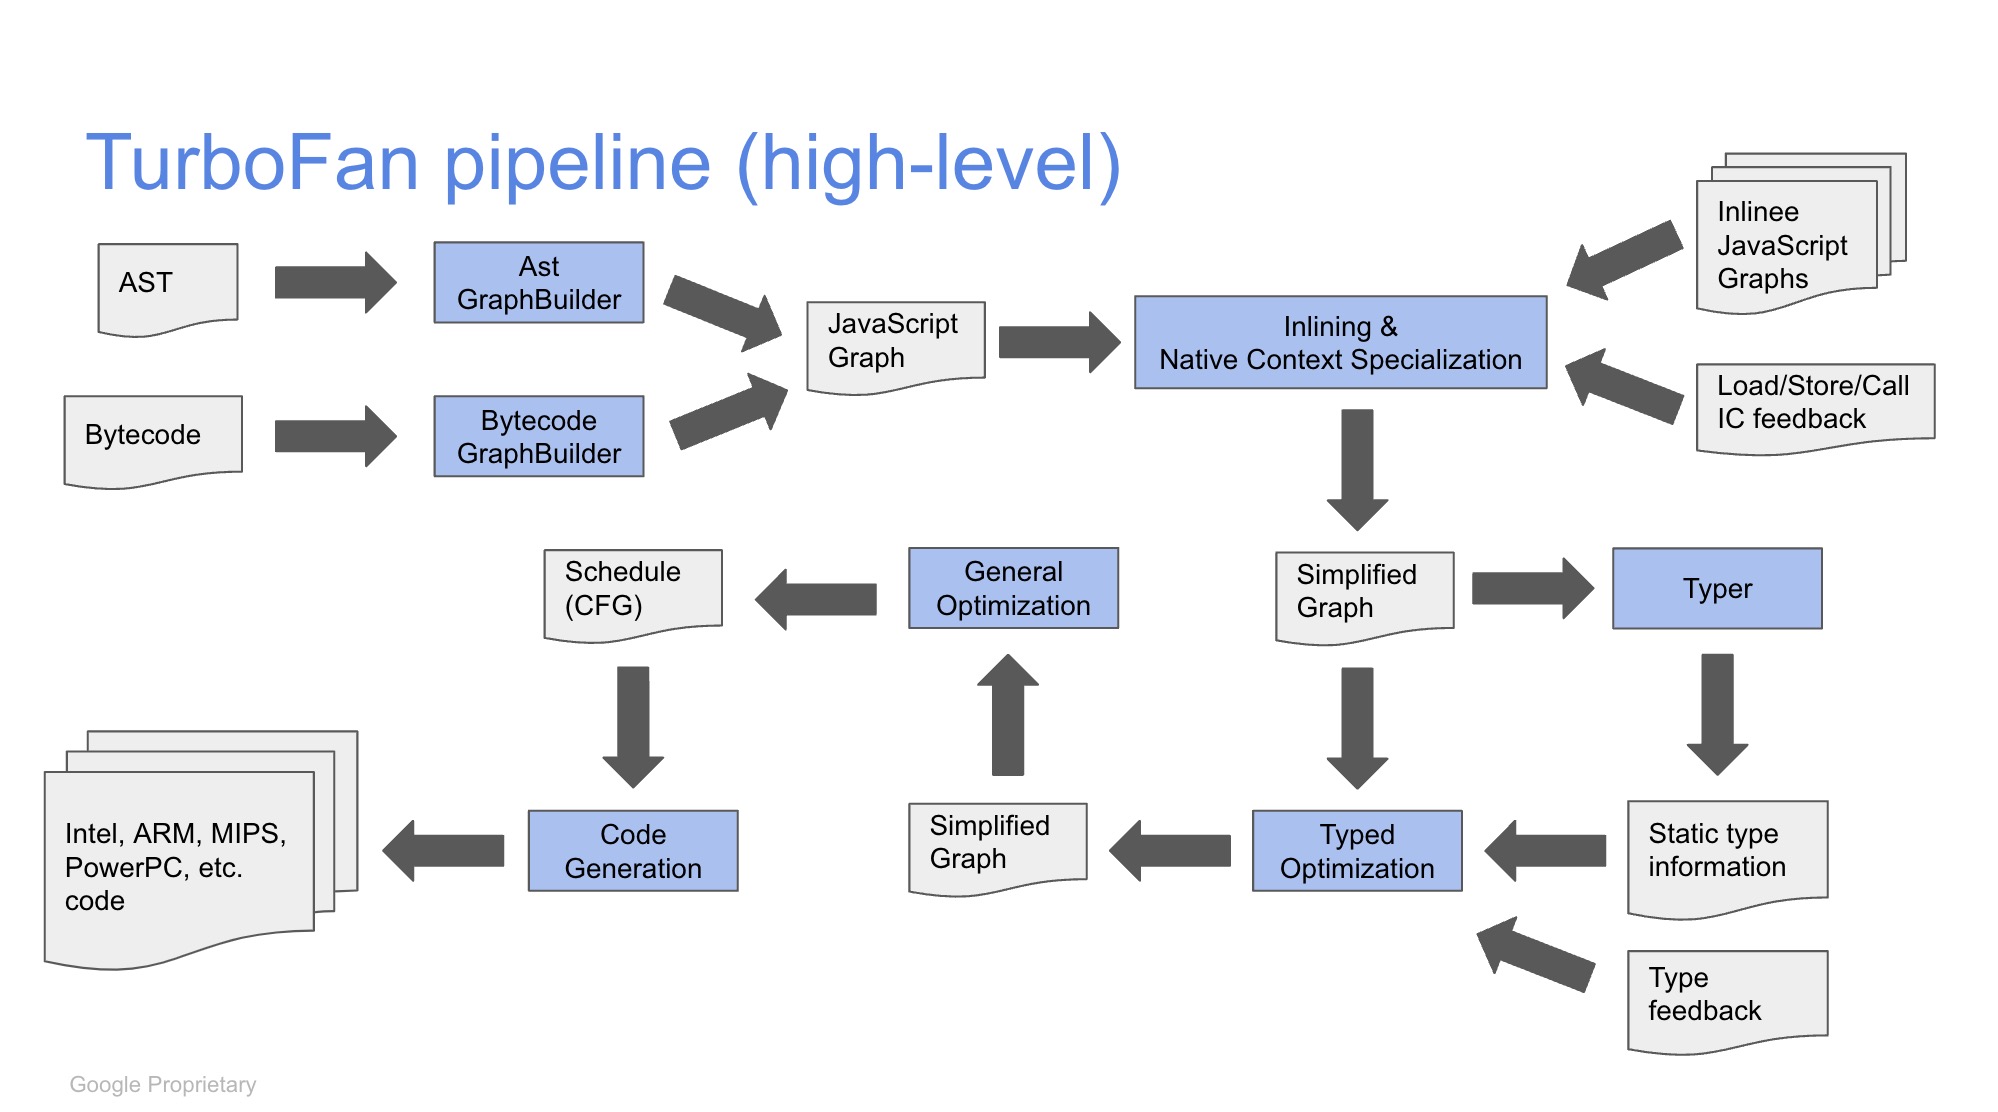 TurboFan pipeline (high-level)
AST
Ast
GraphBuilder
Bytecode
Bytecode
GraphBuilder
JavaScript
Graph
Inlining &
Native Context Specialization
Inlinee
JavaScript
Graphs
Load/Store/Call
IC feedback
Schedule
(CFG)
General
Optimization
Simplified
Graph
Typer
Intel, ARM, MIPS,
PowerPC, etc.
code
Code
Generation
Simplified
Graph
Typed
Optimization
Static type
information
Type
feedback
Google Proprietary